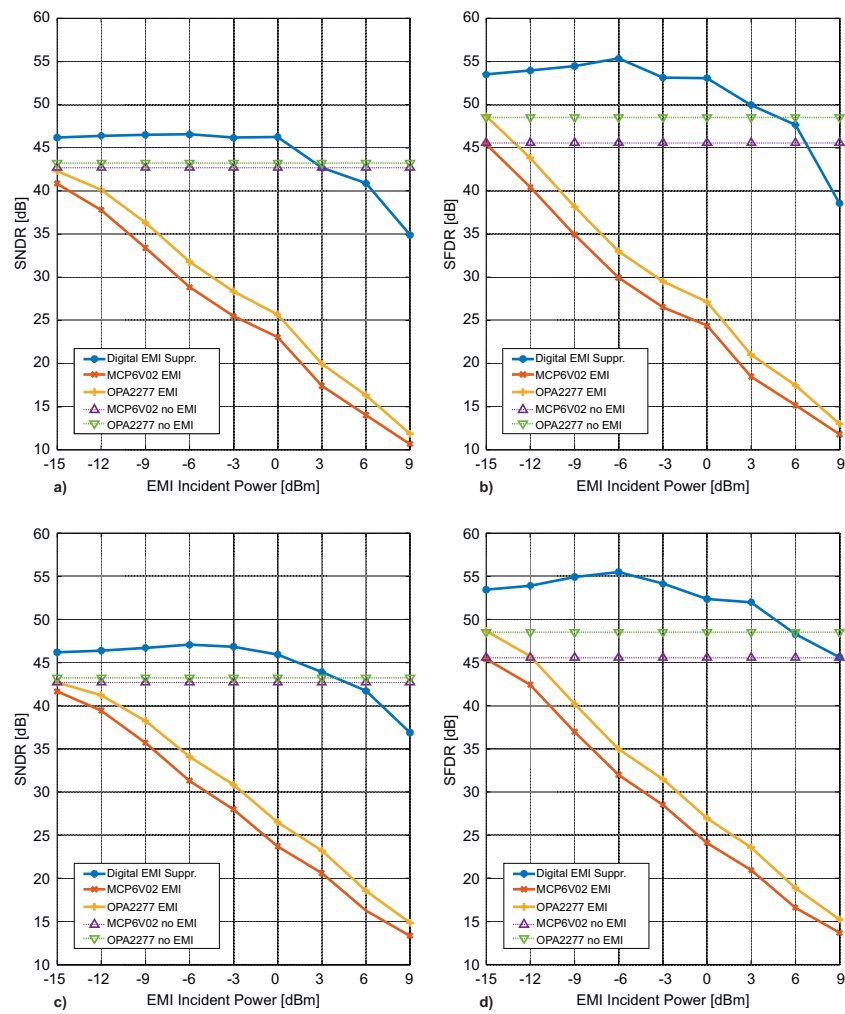 60
55
50
45
40
35
30
25
20
15
10
SNDR [dB]
Digital EMI Suppr.
MCP6V02 EMI
OPA2277 EMI
MCP6V02 no EMI
OPA2277 no EMI
-15 -12 -9 -6 -3 0 3 6 9
a) EMI Incident Power [dBm]
60
55
50
45
40
35
30
25
20
15
10
SFDR [dB]
Digital EMI Suppr.
MCP6V02 EMI
OPA2277 EMI
MCP6V02 no EMI
OPA2277 no EMI
-15 -12 -9 -6 -3 0 3 6 9
b) EMI Incident Power [dBm]
60
55
50
45
40
35
30
25
20
15
10
SNDR [dB]
Digital EMI Suppr.
MCP6V02 EMI
OPA2277 EMI
MCP6V02 no EMI
OPA2277 no EMI
-15 -12 -9 -6 -3 0 3 6 9
c) EMI Incident Power [dBm]
60
55
50
45
40
35
30
25
20
15
10
SFDR [dB]
Digital EMI Suppr.
MCP6V02 EMI
OPA2277 EMI
MCP6V02 no EMI
OPA2277 no EMI
-15 -12 -9 -6 -3 0 3 6 9
d) EMI Incident Power [dBm]